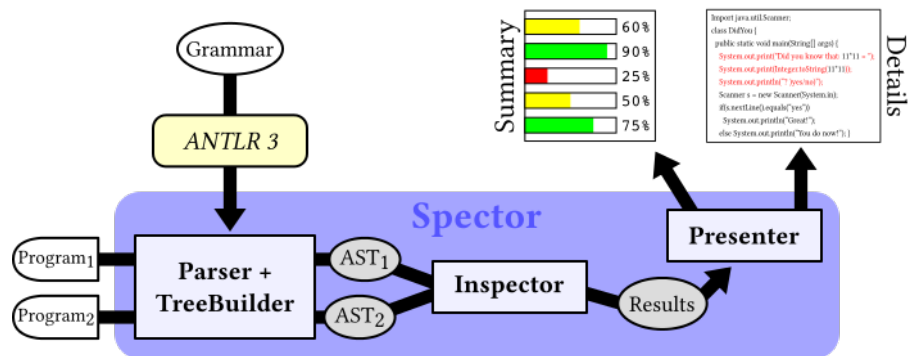 Grammar
ANTLR 3
Summary
60%
90%
25%
50%
75%
Import java.util.Scanner;
class DidYou {
public static void main(String[] args) {
System.out.print("Did you know that: 11*11 = ");
System.out.print(Integer.toString(11*11));
System.out.println("! )yes/no(");
Scanner s = new Scanner(System.in);
if(s.nextLine().equals("yes"))
System.out.println("Great!");
else System.out.println("You do now!"); }
Details
Spector
Program1
Program2
Parser +
TreeBuilder
AST1
AST2
Inspector
Results
Presenter